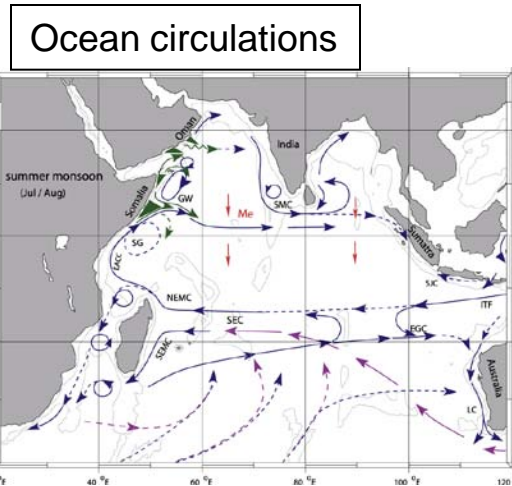 Ocean circulations
summer monsoon
(Jul / Aug)
Oman
India
Somalia
GW
SMC
Me
SG
Sumatra
EACC
SJC
NEMC
ITF
SEC
EGC
SEMC
Australia
LC
40 °E
60 °E
80 °E
100 °E
120